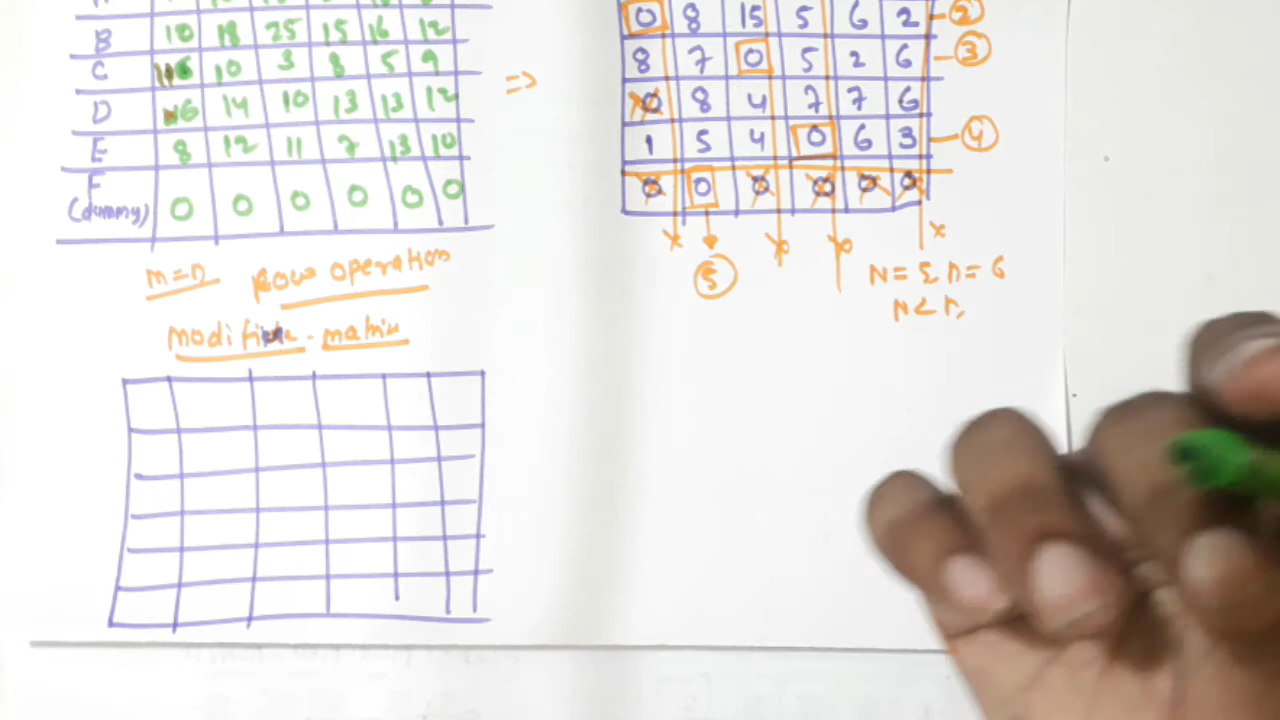 B 10 18 25 15 16 12
C 6 10 3 8 5 9
D 6 14 10 13 13 12
E 8 12 11 7 13 10
F (dummy) 0 0 0 0 0 0
=>
0 8 15 5 6 2 2
8 7 0 5 2 6 3
0 8 4 7 7 6
1 5 4 0 6 3 4
0 0 0 0 0 0
5
m=n Row operation
N = Σ n = 6
N < n,
matrix